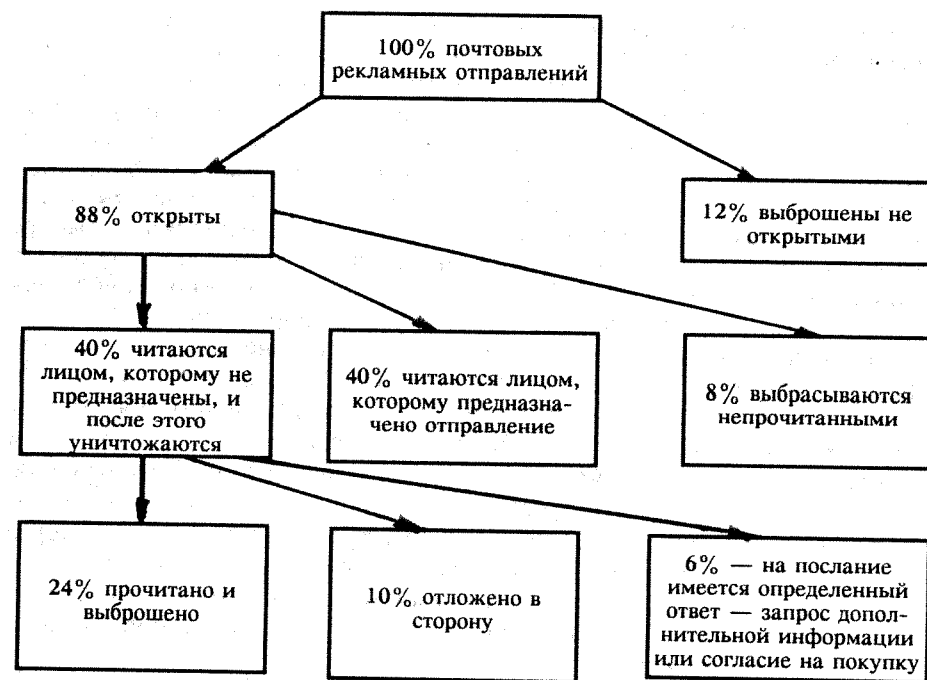 100% почтовых
рекламных отправлений
88% открыты
12% выброшены не
открытыми
40% читаются
лицом, которому не
предназначены, и
после этого
уничтожаются
40% читаются лицом,
которому предназна-
чено отправление
8% выбрасываются
непрочитанными
24% прочитано и
выброшено
10% отложено в
сторону
6% — на послание
имеется определенный
ответ — запрос допол-
нительной информации
или согласие на покупку